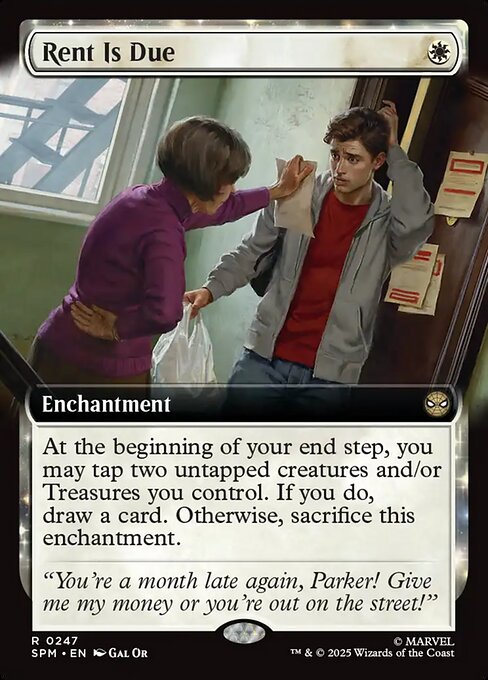 Rent Is Due
Enchantment
At the beginning of your end step, you
may tap two untapped creatures and/or
Treasures you control. If you do,
draw a card. Otherwise, sacrifice this
enchantment.
“You’re a month late again, Parker! Give
me my money or you’re out on the street!”
R 0247
SPM • EN Gal Or
© MARVEL
™ & © 2025 Wizards of the Coast